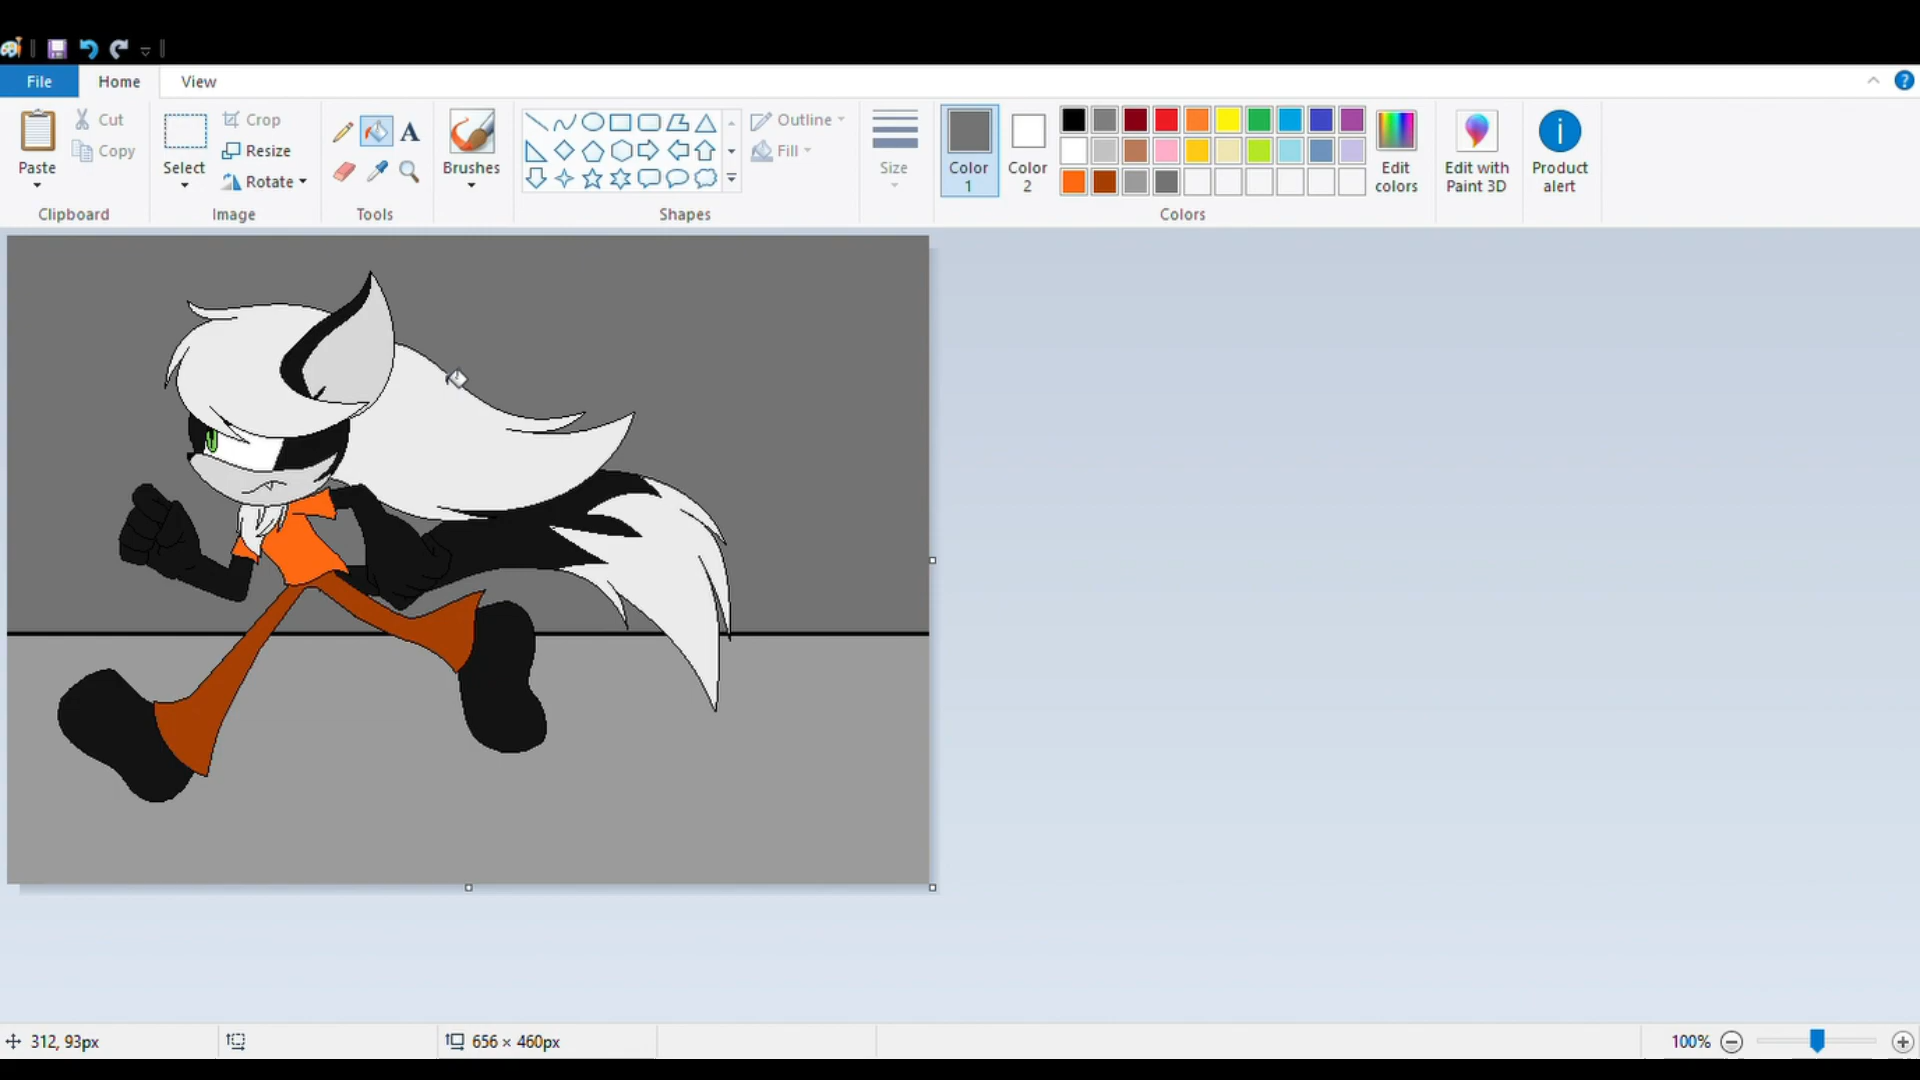 File Home View
Paste
Cut
Copy
Clipboard
Select
Crop
Resize
Rotate
Image
A
Tools
Brushes
Outline
Fill
Shapes
Size
Color 1
Color 2
Edit colors
Colors
Edit with Paint 3D
Product alert
312, 93px
656 × 460px
100%